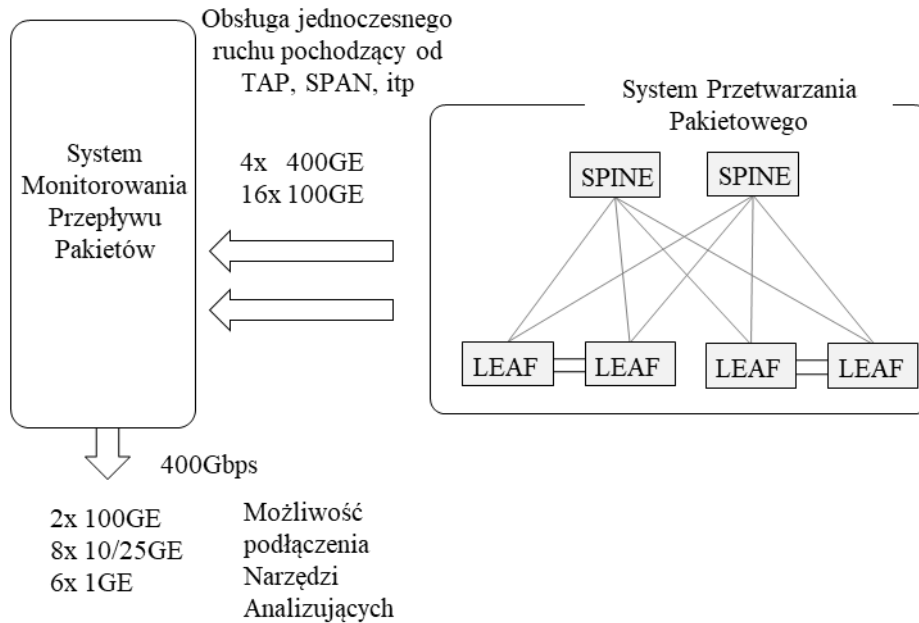 Obsługa jednoczesnego
ruchu pochodzący od
TAP, SPAN, itp
System
Monitorowania
Przepływu
Pakietów
4x 400GE
16x 100GE
System Przetwarzania
Pakietowego
SPINE
SPINE
LEAF
LEAF
LEAF
LEAF
400Gbps
2x 100GE
8x 10/25GE
6x 1GE
Możliwość
podłączenia
Narzędzi
Analizujących